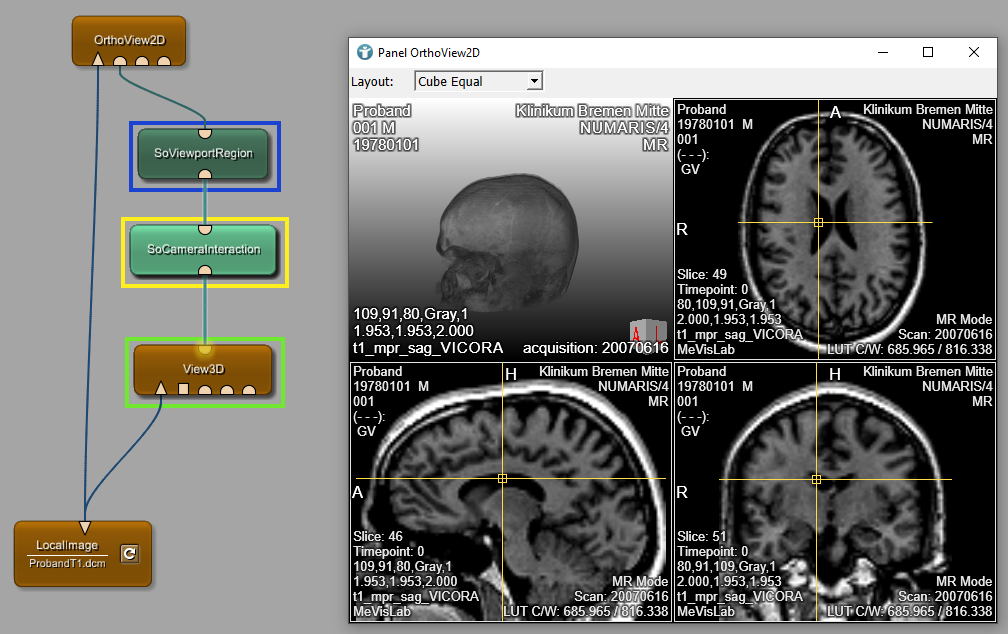 OrthoView2D
SoViewportRegion
SoCameraInteraction
View3D
LocalImage
ProbandT1.dcm
Panel OrthoView2D
Layout: Cube Equal
Proband Klinikum Bremen Mitte
001 M NUMARIS/4
19780101 MR
109,91,80,Gray,1
1.953,1.953,2.000
t1_mpr_sag_VICORA acquisition: 20070616
A
Proband A Klinikum Bremen Mitte
19780101 M NUMARIS/4
001 MR
(---):
GV
R
Slice: 49
Timepoint: 0
80,109,91,Gray,1
2.000,1.953,1.953 MR Mode
t1_mpr_sag_VICORA Scan: 20070616
MeVisLab LUT C/W: 685.965 / 816.338
Proband H Klinikum Bremen Mitte
19780101 M NUMARIS/4
001 MR
(---):
GV
A
Slice: 46
Timepoint: 0
109,91,80,Gray,1
1.953,1.953,2.000 MR Mode
t1_mpr_sag_VICORA Scan: 20070616
MeVisLab LUT C/W: 685.965 / 816.338
Proband H Klinikum Bremen Mitte
19780101 M NUMARIS/4
001 MR
(---):
GV
R
Slice: 51
Timepoint: 0
80,91,109,Gray,1
2.000,1.953,1.953 MR Mode
t1_mpr_sag_VICORA Scan: 20070616
MeVisLab LUT C/W: 685.965 / 816.338